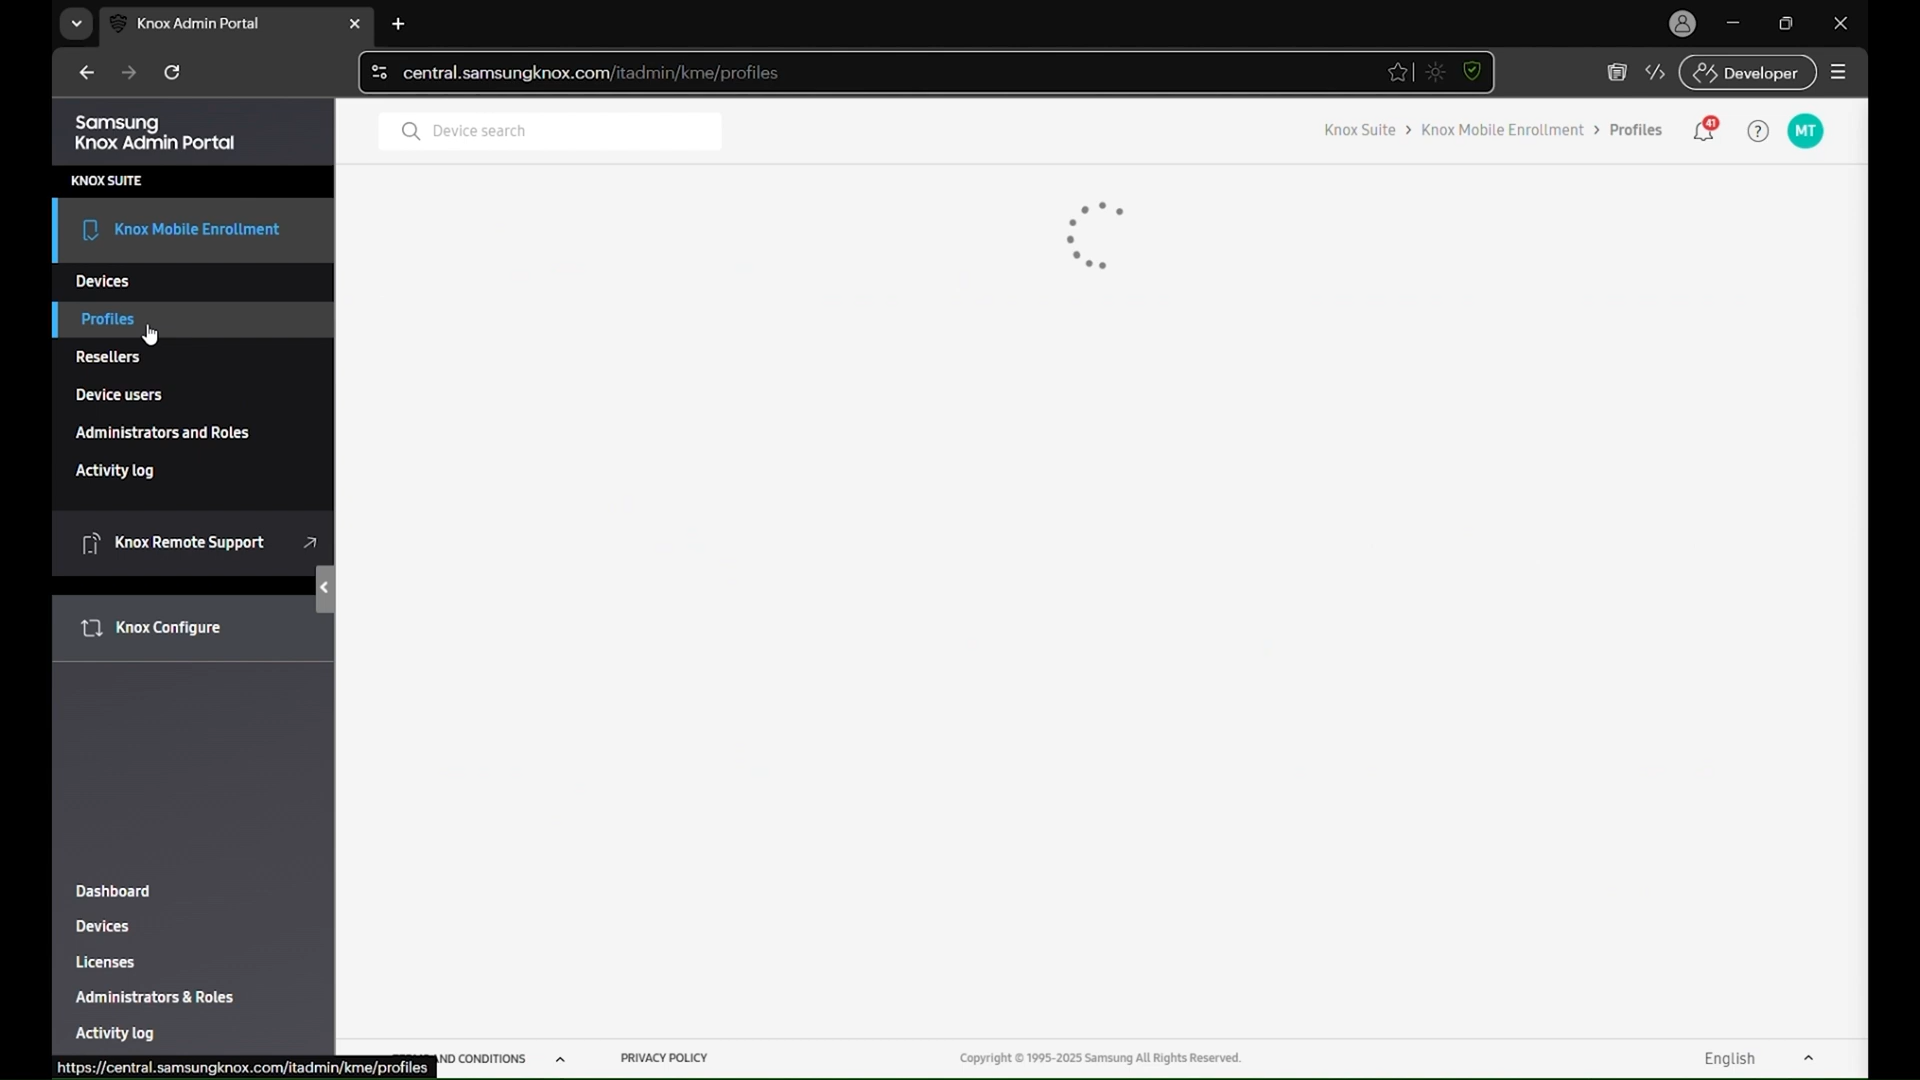 Knox Admin Portal
central.samsungknox.com/itadmin/kme/profiles
Developer
Samsung
Knox Admin Portal
Device search
Knox Suite > Knox Mobile Enrollment > Profiles
41
?
MT
KNOX SUITE
Knox Mobile Enrollment
Devices
Profiles
Resellers
Device users
Administrators and Roles
Activity log
Knox Remote Support
Knox Configure
Dashboard
Devices
Licenses
Administrators & Roles
Activity log
https://central.samsungknox.com/itadmin/kme/profiles
AND CONDITIONS
PRIVACY POLICY
Copyright © 1995-2025 Samsung All Rights Reserved.
English